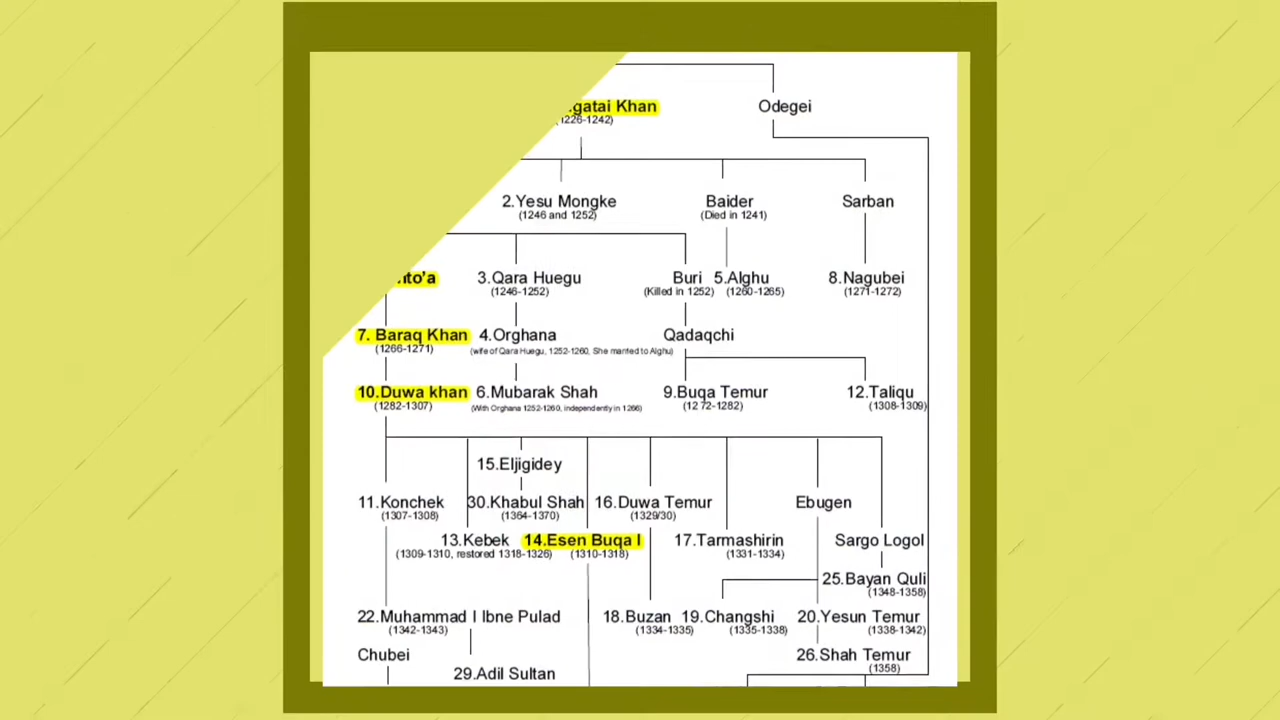 gatai Khan
Odegei
1226-1242)
2.Yesu Mongke
Baider
Sarban
(1246 and 1252)
(Died in 1241)
nto'a
3.Qara Huegu
Buri
5.Alghu
8.Nagubei
(1246-1252)
(Killed in 1252)
(1260-1265)
(1271-1272)
7. Baraq Khan
4.Orghana
Qadaqchi
(1266-1271)
(wife of Qara Huegu, 1252-1260, She married to Alghu)
10.Duwa khan
6.Mubarak Shah
9.Buqa Temur
12.Taliqu
(1282-1307)
(With Orghana 1252-1260, independently in 1266)
(12 72-1282)
(1308-1309)
15.Eljigidey
11.Konchek
30.Khabul Shah
16.Duwa Temur
Ebugen
(1307-1308)
(1364-1370)
(1329/30)
13.Kebek
14.Esen Buqa I
17.Tarmashirin
Sargo Logol
(1309-1310, restored 1318-1326)
(1310-1318)
(1331-1334)
25.Bayan Quli
(1348-1358)
22.Muhammad I Ibne Pulad
18.Buzan
19.Changshi
20.Yesun Temur
(1342-1343)
(1334-1335)
(1335-1338)
(1338-1342)
Chubei
26.Shah Temur
(1358)
29.Adil Sultan